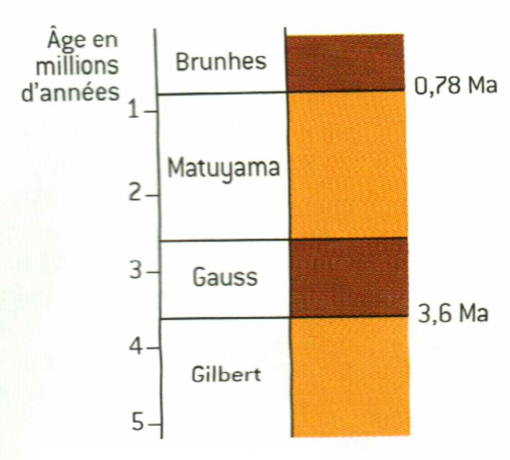 Âge en
millions
d'années
Brunhes
0,78 Ma
1
Matuyama
2
3
Gauss
3,6 Ma
4
Gilbert
5